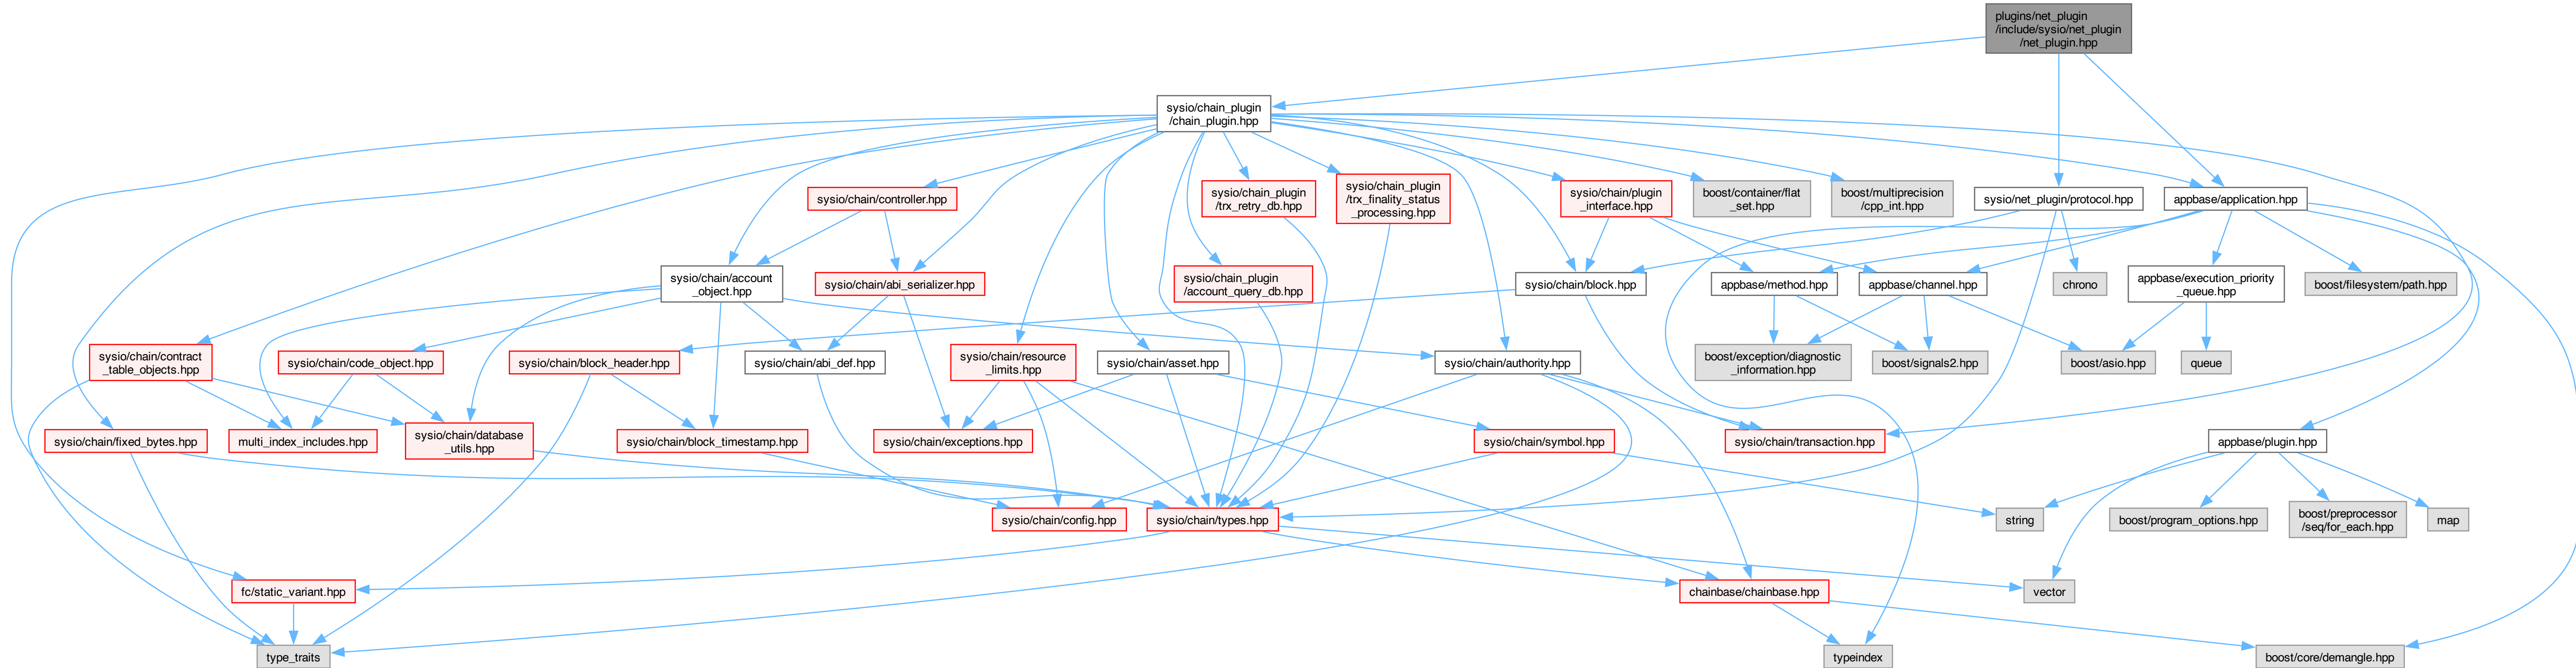 plugins/net_plugin
/include/sysio/net_plugin
/net_plugin.hpp
sysio/chain_plugin
/chain_plugin.hpp
sysio/chain/controller.hpp
sysio/chain_plugin
/trx_retry_db.hpp
sysio/chain_plugin
/trx_finality_status
_processing.hpp
sysio/chain/plugin
_interface.hpp
boost/container/flat
_set.hpp
boost/multiprecision
/cpp_int.hpp
sysio/net_plugin/protocol.hpp
appbase/application.hpp
sysio/chain/account
_object.hpp
sysio/chain/abi_serializer.hpp
sysio/chain_plugin
/account_query_db.hpp
sysio/chain/block.hpp
appbase/method.hpp
appbase/channel.hpp
chrono
appbase/execution_priority
_queue.hpp
boost/filesystem/path.hpp
sysio/chain/contract
_table_objects.hpp
sysio/chain/code_object.hpp
sysio/chain/block_header.hpp
sysio/chain/abi_def.hpp
sysio/chain/resource
_limits.hpp
sysio/chain/asset.hpp
sysio/chain/authority.hpp
boost/exception/diagnostic
_information.hpp
boost/signals2.hpp
boost/asio.hpp
queue
sysio/chain/fixed_bytes.hpp
multi_index_includes.hpp
sysio/chain/database
_utils.hpp
sysio/chain/block_timestamp.hpp
sysio/chain/exceptions.hpp
sysio/chain/symbol.hpp
sysio/chain/transaction.hpp
appbase/plugin.hpp
sysio/chain/config.hpp
sysio/chain/types.hpp
string
boost/program_options.hpp
boost/preprocessor
/seq/for_each.hpp
map
fc/static_variant.hpp
chainbase/chainbase.hpp
vector
type_traits
typeindex
boost/core/demangle.hpp